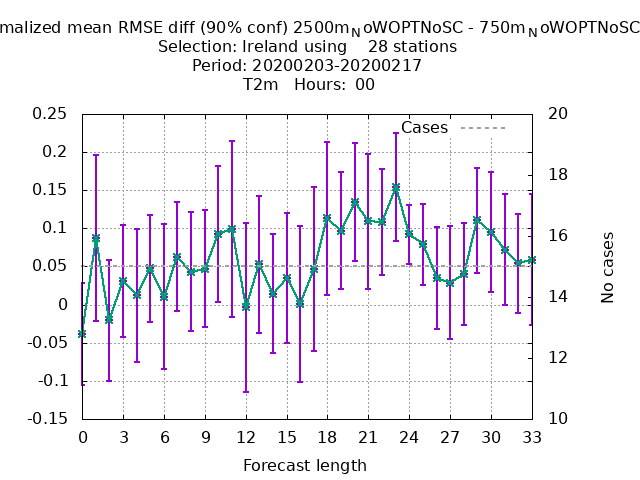 malized mean RMSE diff (90% conf) 2500mNoWOPTNoSC - 750mNoWOPTNoSC
Selection: Ireland using 28 stations
Period: 20200203-20200217
T2m Hours: 00
Cases
0.25
0.2
0.15
0.1
0.05
0
-0.05
-0.1
-0.15
20
18
16
14
12
10
No cases
0 3 6 9 12 15 18 21 24 27 30 33
Forecast length